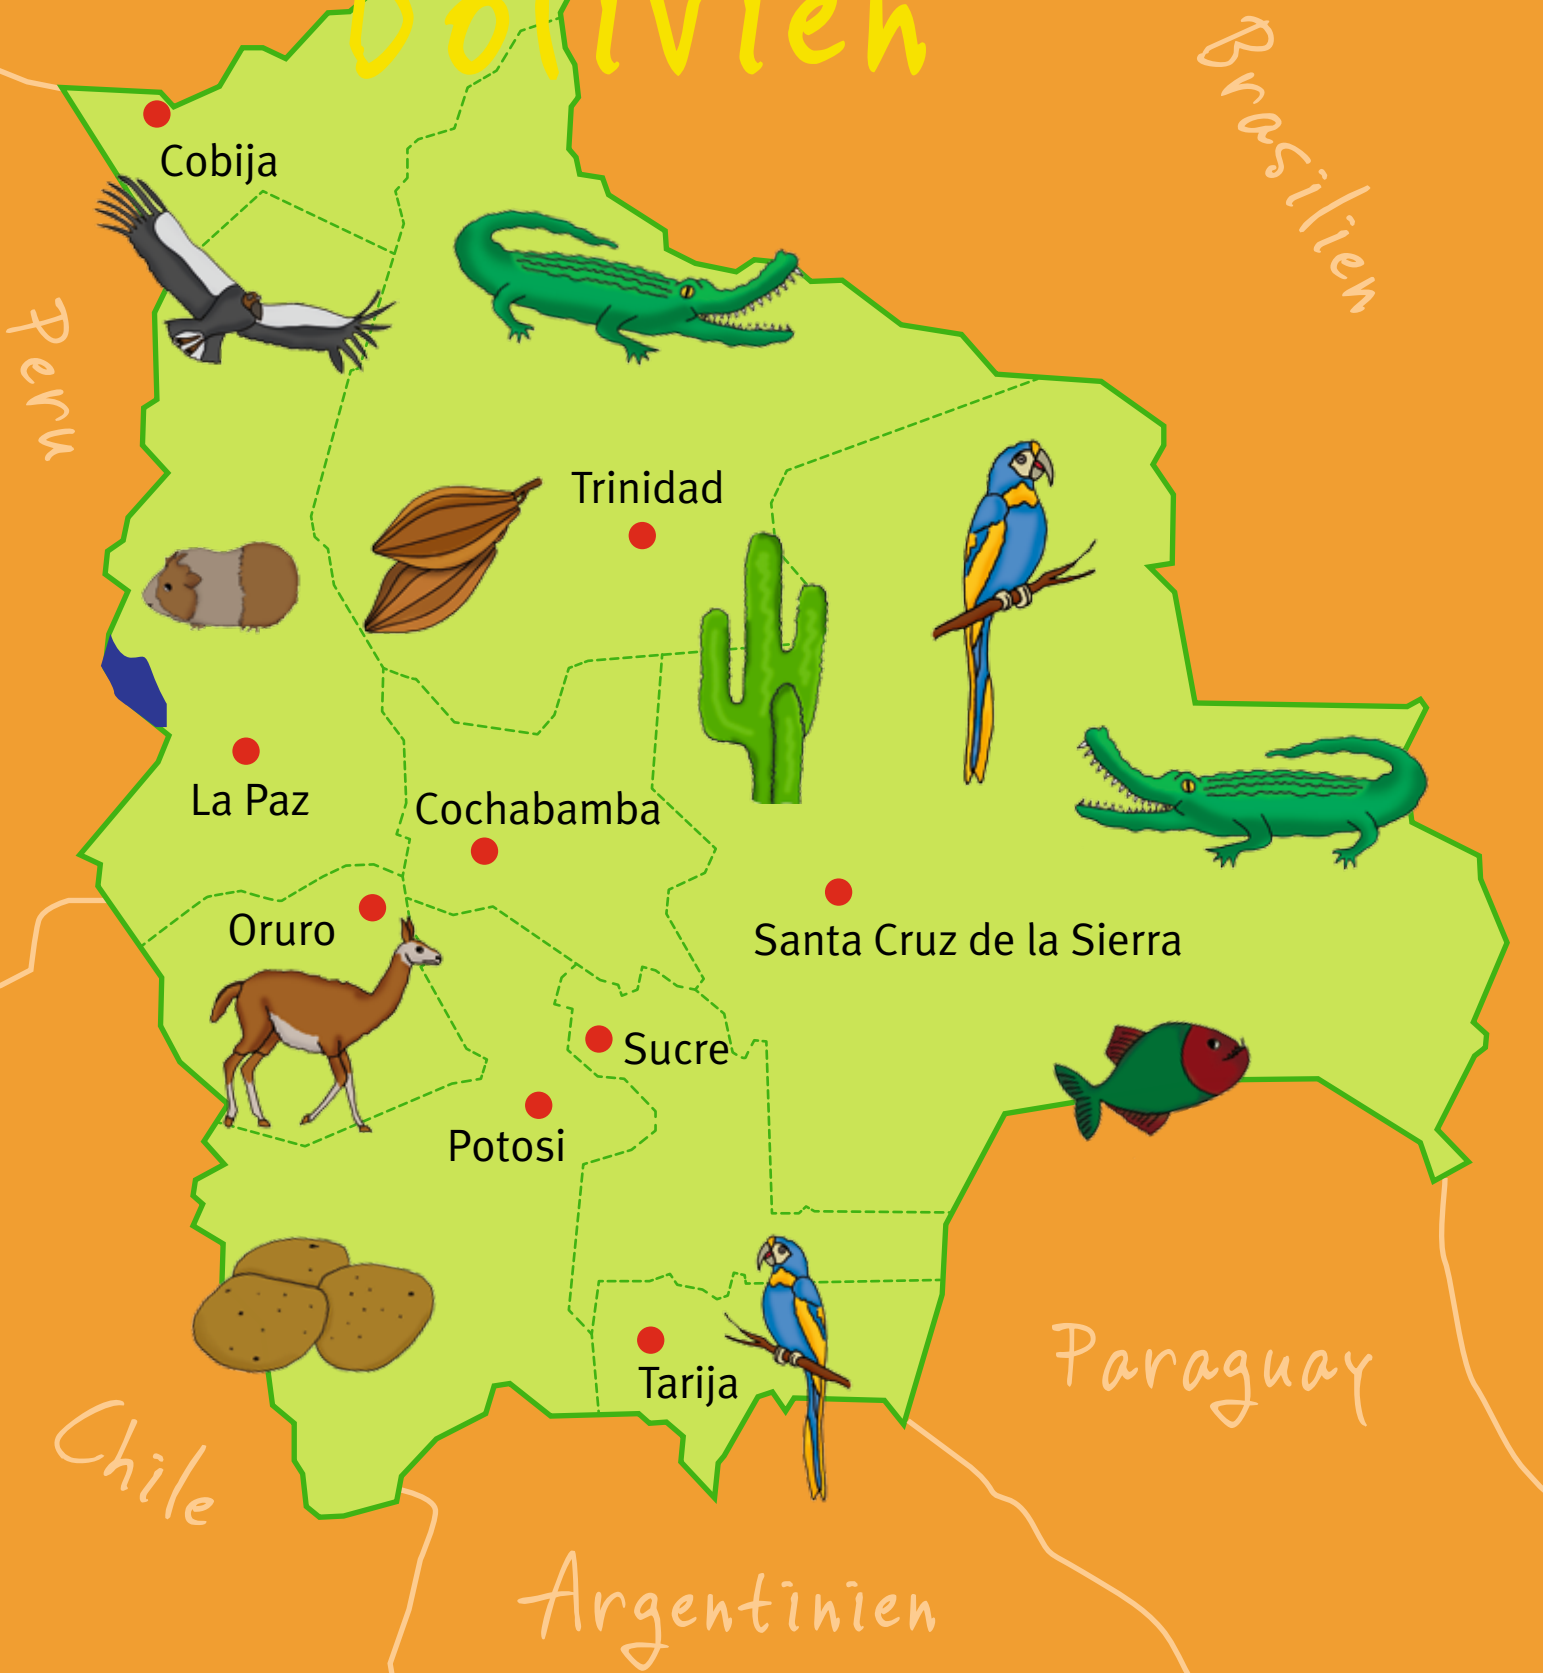 Bolivien
Brasilien
Cobija
Peru
Trinidad
La Paz
Cochabamba
Oruro
Santa Cruz de la Sierra
Sucre
Potosi
Paraguay
Tarija
Chile
Argentinien